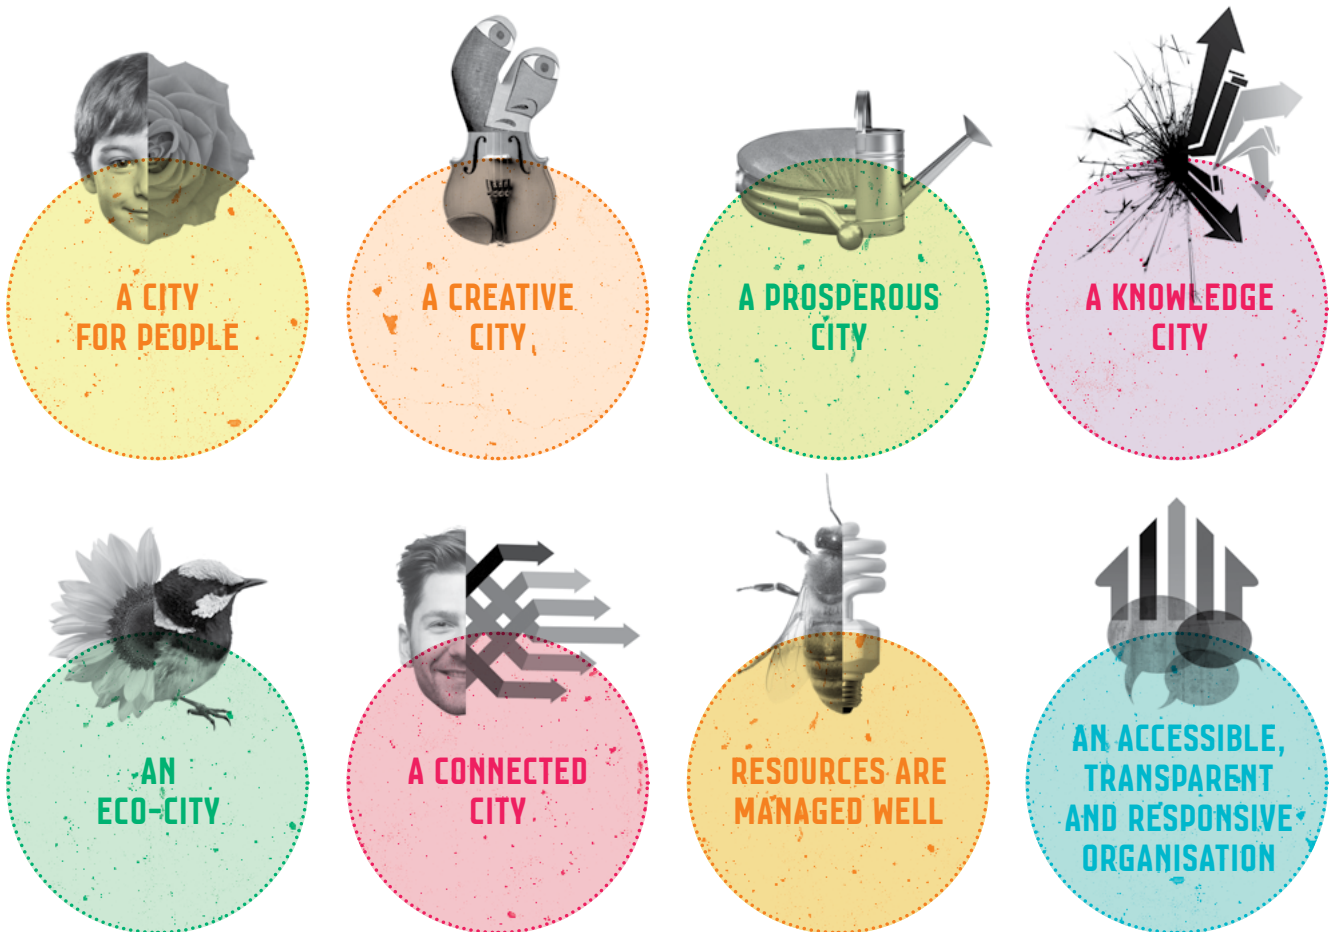 A CITY
FOR PEOPLE
A CREATIVE
CITY
A PROSPEROUS
CITY
A KNOWLEDGE
CITY
AN
ECO-CITY
A CONNECTED
CITY
RESOURCES ARE
MANAGED WELL
AN ACCESSIBLE,
TRANSPARENT
AND RESPONSIVE
ORGANISATION